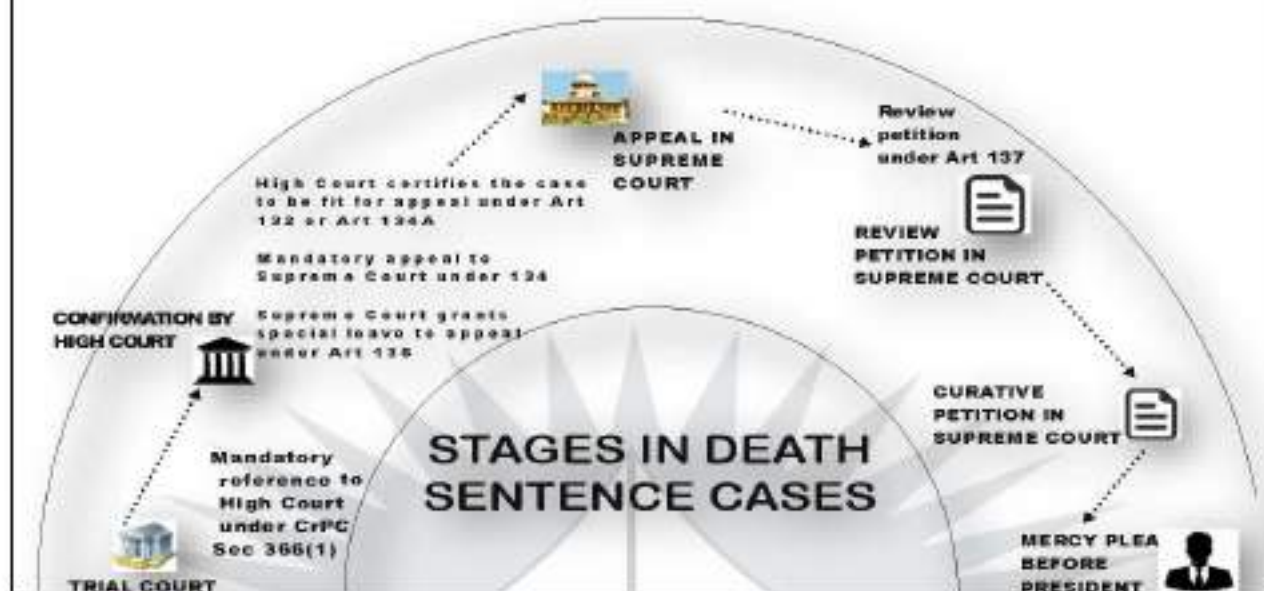 STAGES IN DEATH
SENTENCE CASES
TRIAL COURT
Mandatory
reference to
High Court
under CrPC
Sec 366(1)
CONFIRMATION BY
HIGH COURT
High Court certifies the case
to be fit for appeal under Art
132 or Art 134A
Mandatory appeal to
Supreme Court under 134
Supreme Court grants
special leave to appeal
under Art 136
APPEAL IN
SUPREME
COURT
Review
petition
under Art 137
REVIEW
PETITION IN
SUPREME COURT
CURATIVE
PETITION IN
SUPREME COURT
MERCY PLEA
BEFORE
PRESIDENT